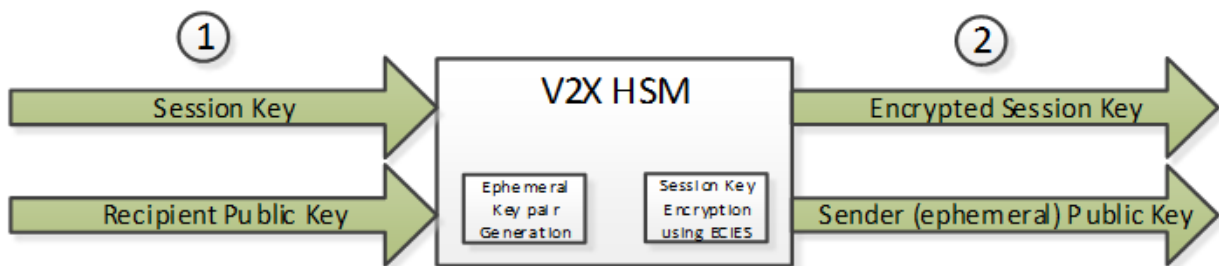 1
2
Session Key
V2X HSM
Encrypted Session Key
Recipient Public Key
Ephemeral
Key pair
Generation
Session Key
Encryption
using ECIES
Sender (ephemeral) Public Key